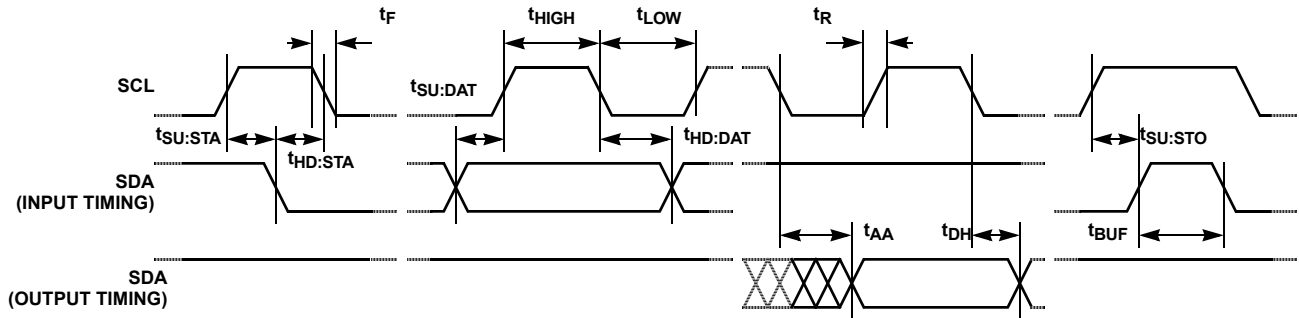 tF
tHIGH
tLOW
tR
SCL
tSU:DAT
tSU:STA
tHD:STA
tHD:DAT
tSU:STO
SDA
(INPUT TIMING)
tAA
tDH
tBUF
SDA
(OUTPUT TIMING)